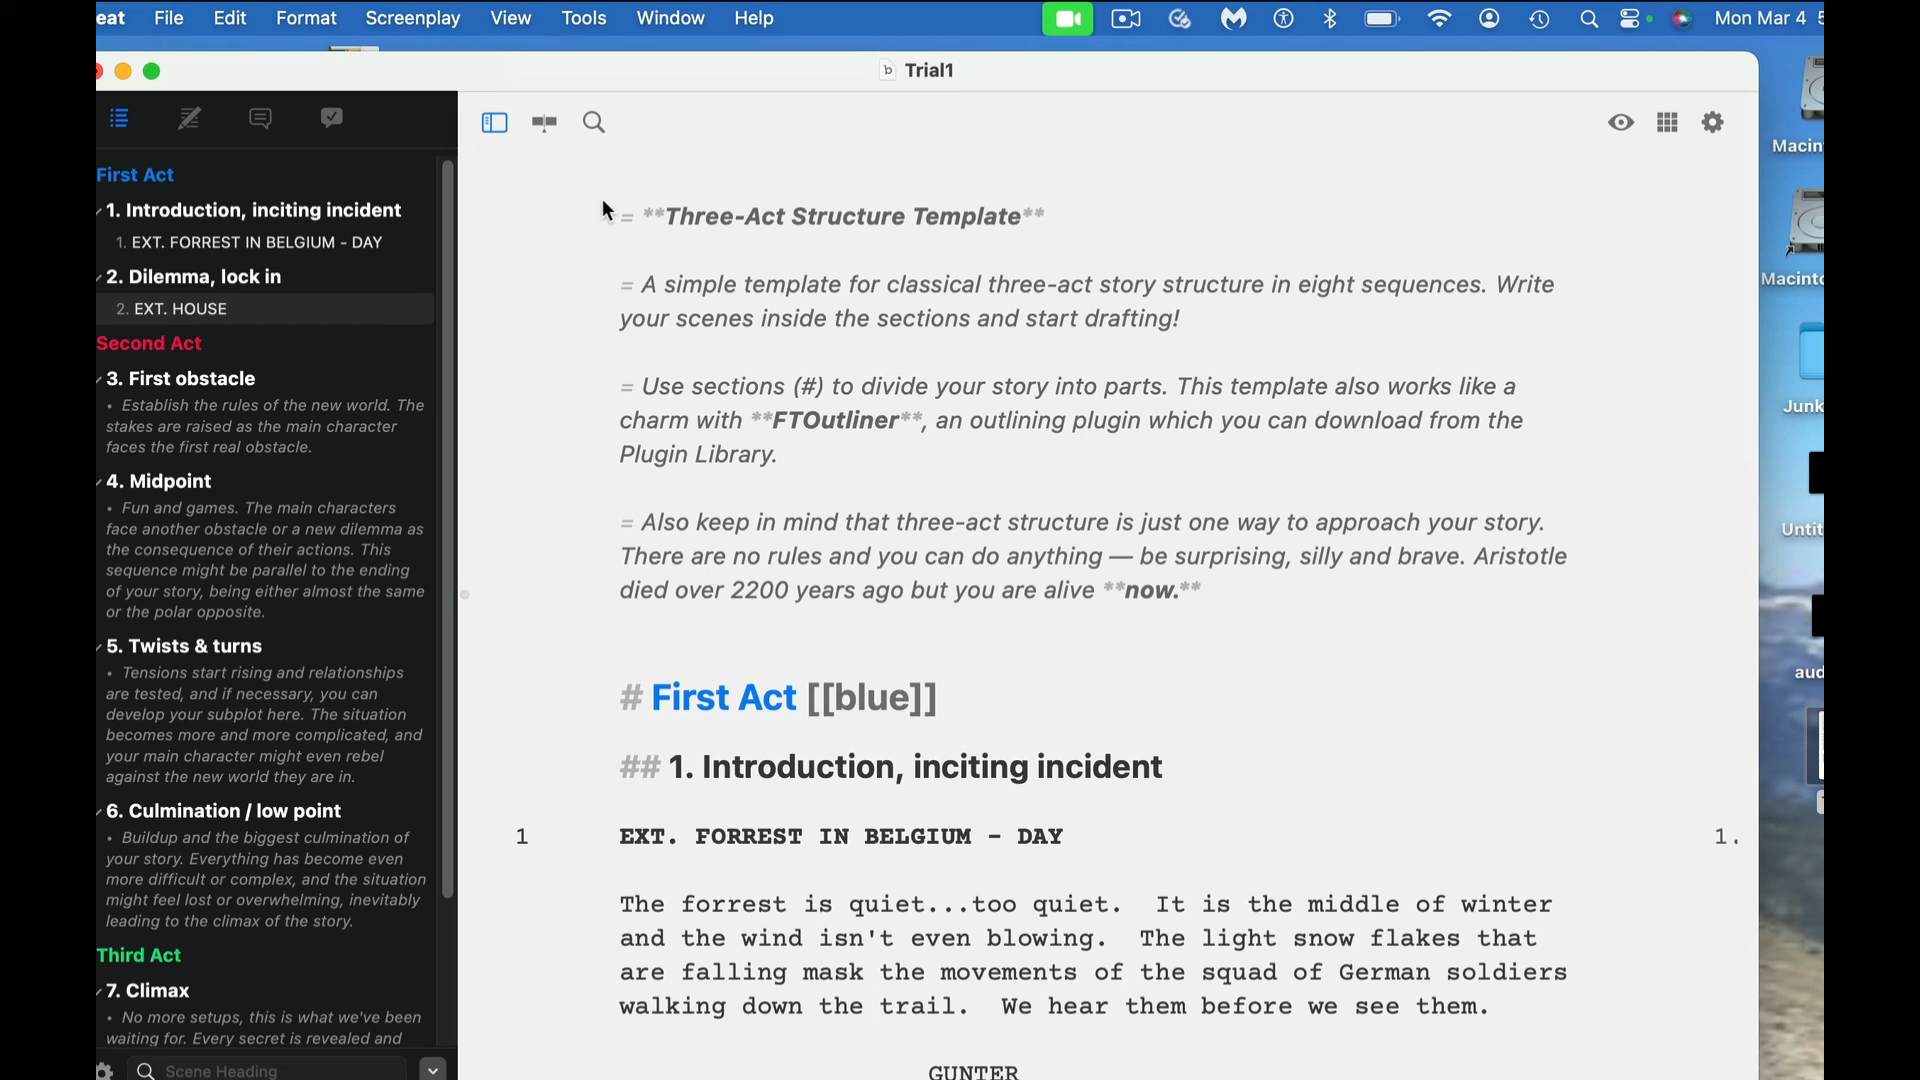 eat File Edit Format Screenplay View Tools Window Help Mon Mar 4
Trial1
First Act
1. Introduction, inciting incident
1. EXT. FORREST IN BELGIUM - DAY
2. Dilemma, lock in
2. EXT. HOUSE
Second Act
3. First obstacle
• Establish the rules of the new world. The
stakes are raised as the main character
faces the first real obstacle.
4. Midpoint
• Fun and games. The main characters
face another obstacle or a new dilemma as
the consequence of their actions. This
sequence might be parallel to the ending
of your story, being either almost the same
or the polar opposite.
5. Twists & turns
• Tensions start rising and relationships
are tested, and if necessary, you can
develop your subplot here. The situation
becomes more and more complicated, and
your main character might even rebel
against the new world they are in.
6. Culmination / low point
• Buildup and the biggest culmination of
your story. Everything has become even
more difficult or complex, and the situation
might feel lost or overwhelming, inevitably
leading to the climax of the story.
Third Act
7. Climax
• No more setups, this is what we've been
waiting for. Every secret is revealed and
Scene Heading
= **Three-Act Structure Template**
= A simple template for classical three-act story structure in eight sequences. Write
your scenes inside the sections and start drafting!
= Use sections (#) to divide your story into parts. This template also works like a
charm with **FTOutliner**, an outlining plugin which you can download from the
Plugin Library.
= Also keep in mind that three-act structure is just one way to approach your story.
There are no rules and you can do anything — be surprising, silly and brave. Aristotle
died over 2200 years ago but you are alive **now.**
# First Act [[blue]]
## 1. Introduction, inciting incident
1 EXT. FORREST IN BELGIUM - DAY 1.
The forrest is quiet...too quiet. It is the middle of winter
and the wind isn't even blowing. The light snow flakes that
are falling mask the movements of the squad of German soldiers
walking down the trail. We hear them before we see them.
GUNTER
Macin
Macinto
Junk
Untit
aud